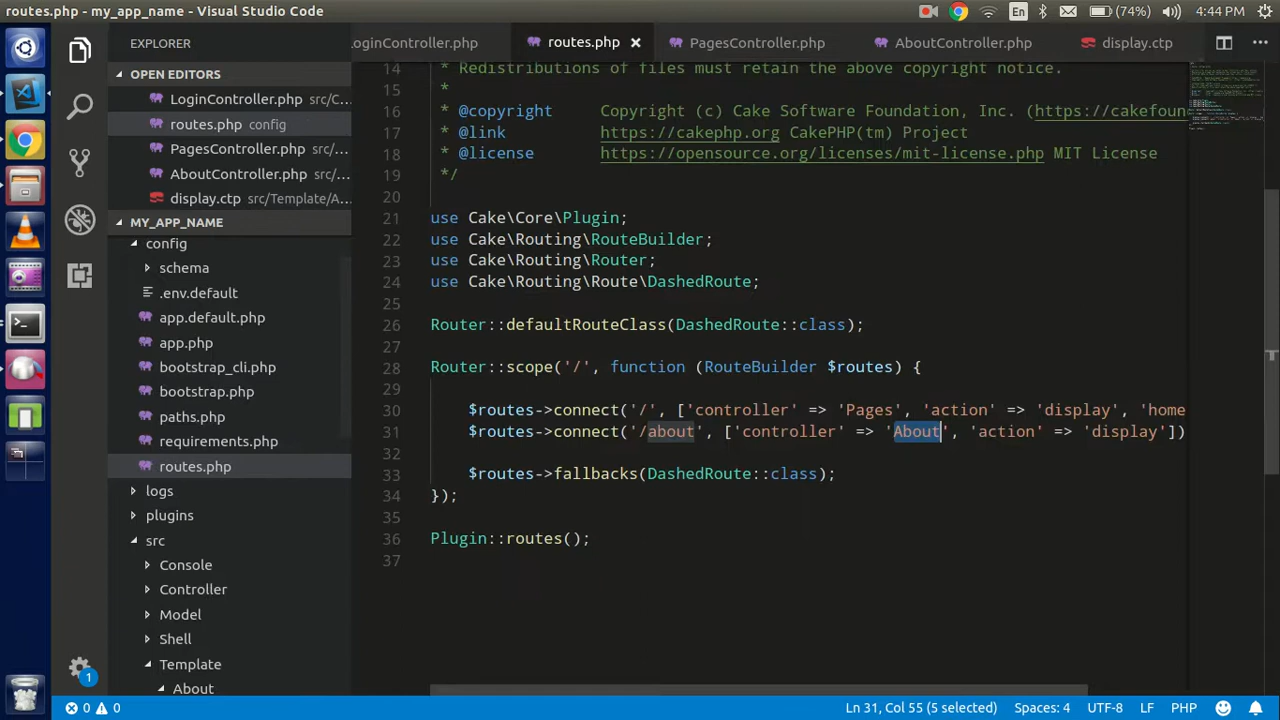 routes.php - my_app_name - Visual Studio Code
En
(74%)
4:44 PM
EXPLORER
OPEN EDITORS
LoginController.php src/C...
routes.php config
PagesController.php src/...
AboutController.php src/...
display.ctp src/Template/A...
MY_APP_NAME
config
schema
.env.default
app.default.php
app.php
bootstrap_cli.php
bootstrap.php
paths.php
requirements.php
routes.php
logs
plugins
src
Console
Controller
Model
Shell
Template
About
oginController.php
routes.php
PagesController.php
AboutController.php
display.ctp
14 * Redistributions of files must retain the above copyright notice.
15 *
16 * @copyright Copyright (c) Cake Software Foundation, Inc. (https://cakefoun
17 * @link https://cakephp.org CakePHP(tm) Project
18 * @license https://opensource.org/licenses/mit-license.php MIT License
19 */
20
21 use Cake\Core\Plugin;
22 use Cake\Routing\RouteBuilder;
23 use Cake\Routing\Router;
24 use Cake\Routing\Route\DashedRoute;
25
26 Router::defaultRouteClass(DashedRoute::class);
27
28 Router::scope('/', function (RouteBuilder $routes) {
29
30 $routes->connect('/', ['controller' => 'Pages', 'action' => 'display', 'home
31 $routes->connect('/about', ['controller' => 'About', 'action' => 'display'])
32
33 $routes->fallbacks(DashedRoute::class);
34 });
35
36 Plugin::routes();
37
1
0 0
Ln 31, Col 55 (5 selected)
Spaces: 4
UTF-8
LF
PHP